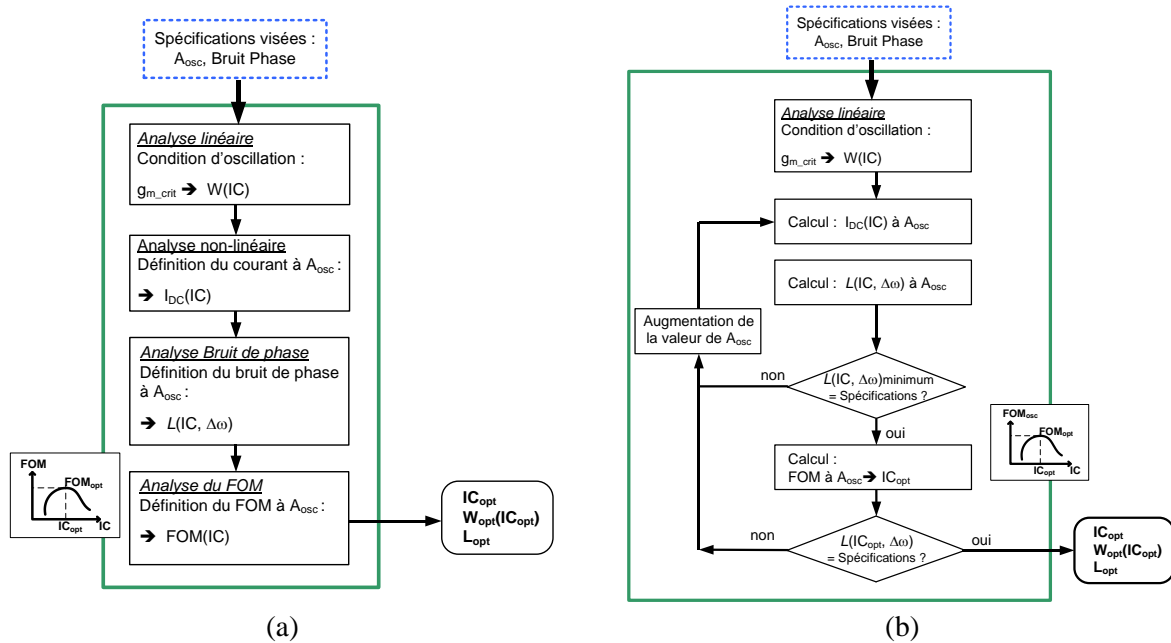 Spécifications visées :
Aosc, Bruit Phase
Analyse linéaire
Condition d'oscillation :
gm_crit ➔ W(IC)
Analyse non-linéaire
Définition du courant à Aosc :
➔ IDC(IC)
Analyse Bruit de phase
Définition du bruit de phase
à Aosc :
➔ L(IC, Δω)
Analyse du FOM
Définition du FOM à Aosc :
➔ FOM(IC)
FOM
FOMopt
ICopt
IC
ICopt
Wopt(ICopt)
Lopt
(a)
Spécifications visées :
Aosc, Bruit Phase
Analyse linéaire
Condition d'oscillation :
gm_crit ➔ W(IC)
Calcul : IDC(IC) à Aosc
Calcul : L(IC, Δω) à Aosc
Augmentation de
la valeur de Aosc
non
L(IC, Δω)minimum
= Spécifications ?
oui
Calcul :
FOM à Aosc➔ ICopt
FOMosc
FOMopt
ICopt
IC
non
L(ICopt, Δω)
= Spécifications ?
oui
ICopt
Wopt(ICopt)
Lopt
(b)